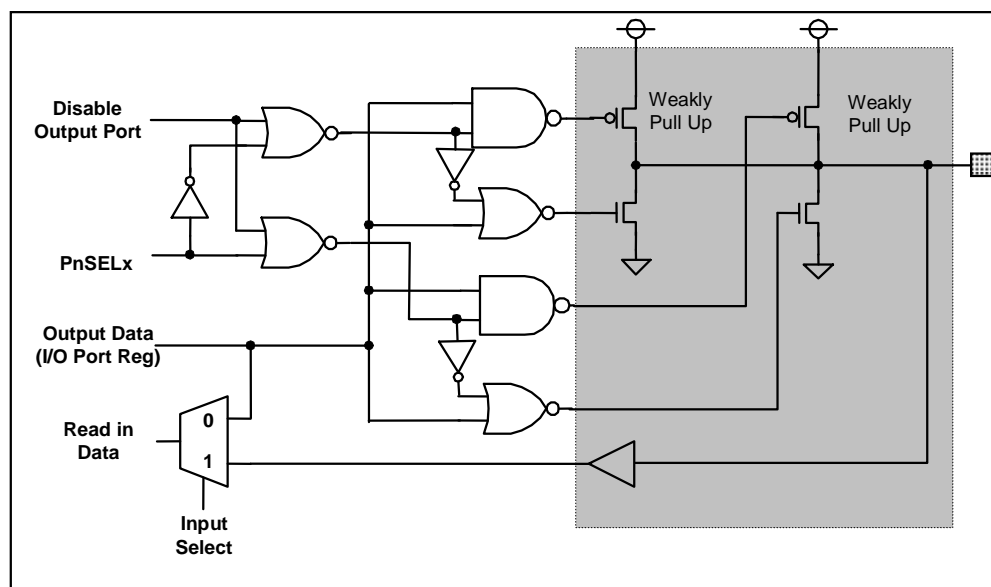 Weakly
Pull Up
Weakly
Pull Up
Disable
Output Port
PnSELx
Output Data
(I/O Port Reg)
0
Read in
Data
1
Input
Select